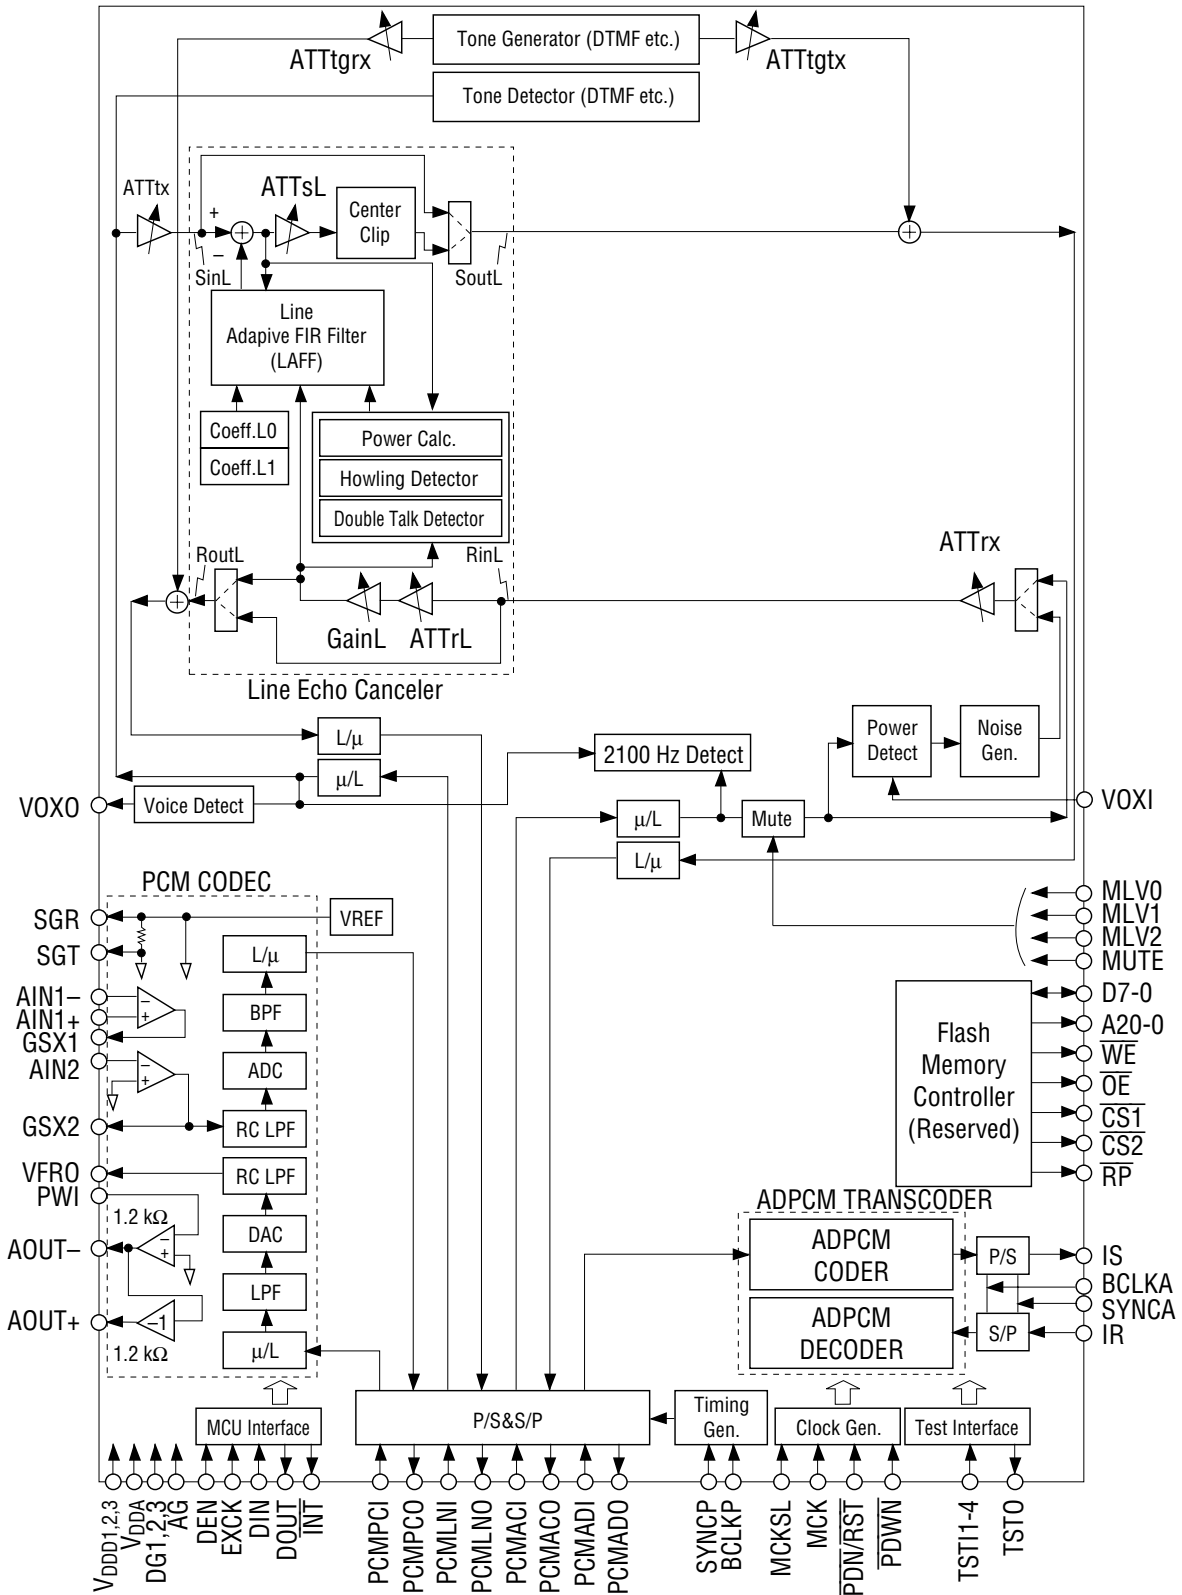 Tone Generator (DTMF etc.)
ATTtgrx
ATTtgtx
Tone Detector (DTMF etc.)
ATTtx
+
ATTsL
Center
Clip
+
−
SinL
SoutL
+
Line
Adapive FIR Filter
(LAFF)
Coeff.L0
Coeff.L1
Power Calc.
Howling Detector
Double Talk Detector
RoutL
RinL
ATTrx
+
GainL
ATTrL
Line Echo Canceler
L/μ
μ/L
2100 Hz Detect
Power
Detect
Noise
Gen.
VOXO
Voice Detect
μ/L
Mute
VOXI
L/μ
PCM CODEC
SGR
VREF
SGT
L/μ
AIN1−
AIN1+
GSX1
−
+
BPF
AIN2
−
+
ADC
GSX2
RC LPF
VFRO
RC LPF
PWI
1.2 kΩ
AOUT−
−
+
DAC
LPF
AOUT+
−1
1.2 kΩ
μ/L
MLV0
MLV1
MLV2
MUTE
Flash
Memory
Controller
(Reserved)
D7-0
A20-0
WE
OE
CS1
CS2
RP
ADPCM TRANSCODER
ADPCM
CODER
P/S
IS
BCLKA
SYNCA
ADPCM
DECODER
S/P
IR
MCU Interface
P/S&S/P
Timing
Gen.
Clock Gen.
Test Interface
VDDD1,2,3
VDDA
DG1,2,3
AG
DEN
EXCK
DIN
DOUT
INT
PCMPCI
PCMPCO
PCMLNI
PCMLNO
PCMACI
PCMACO
PCMADI
PCMADO
SYNCP
BCLKP
MCKSL
MCK
PDN/RST
PDWN
TSTI1-4
TSTO